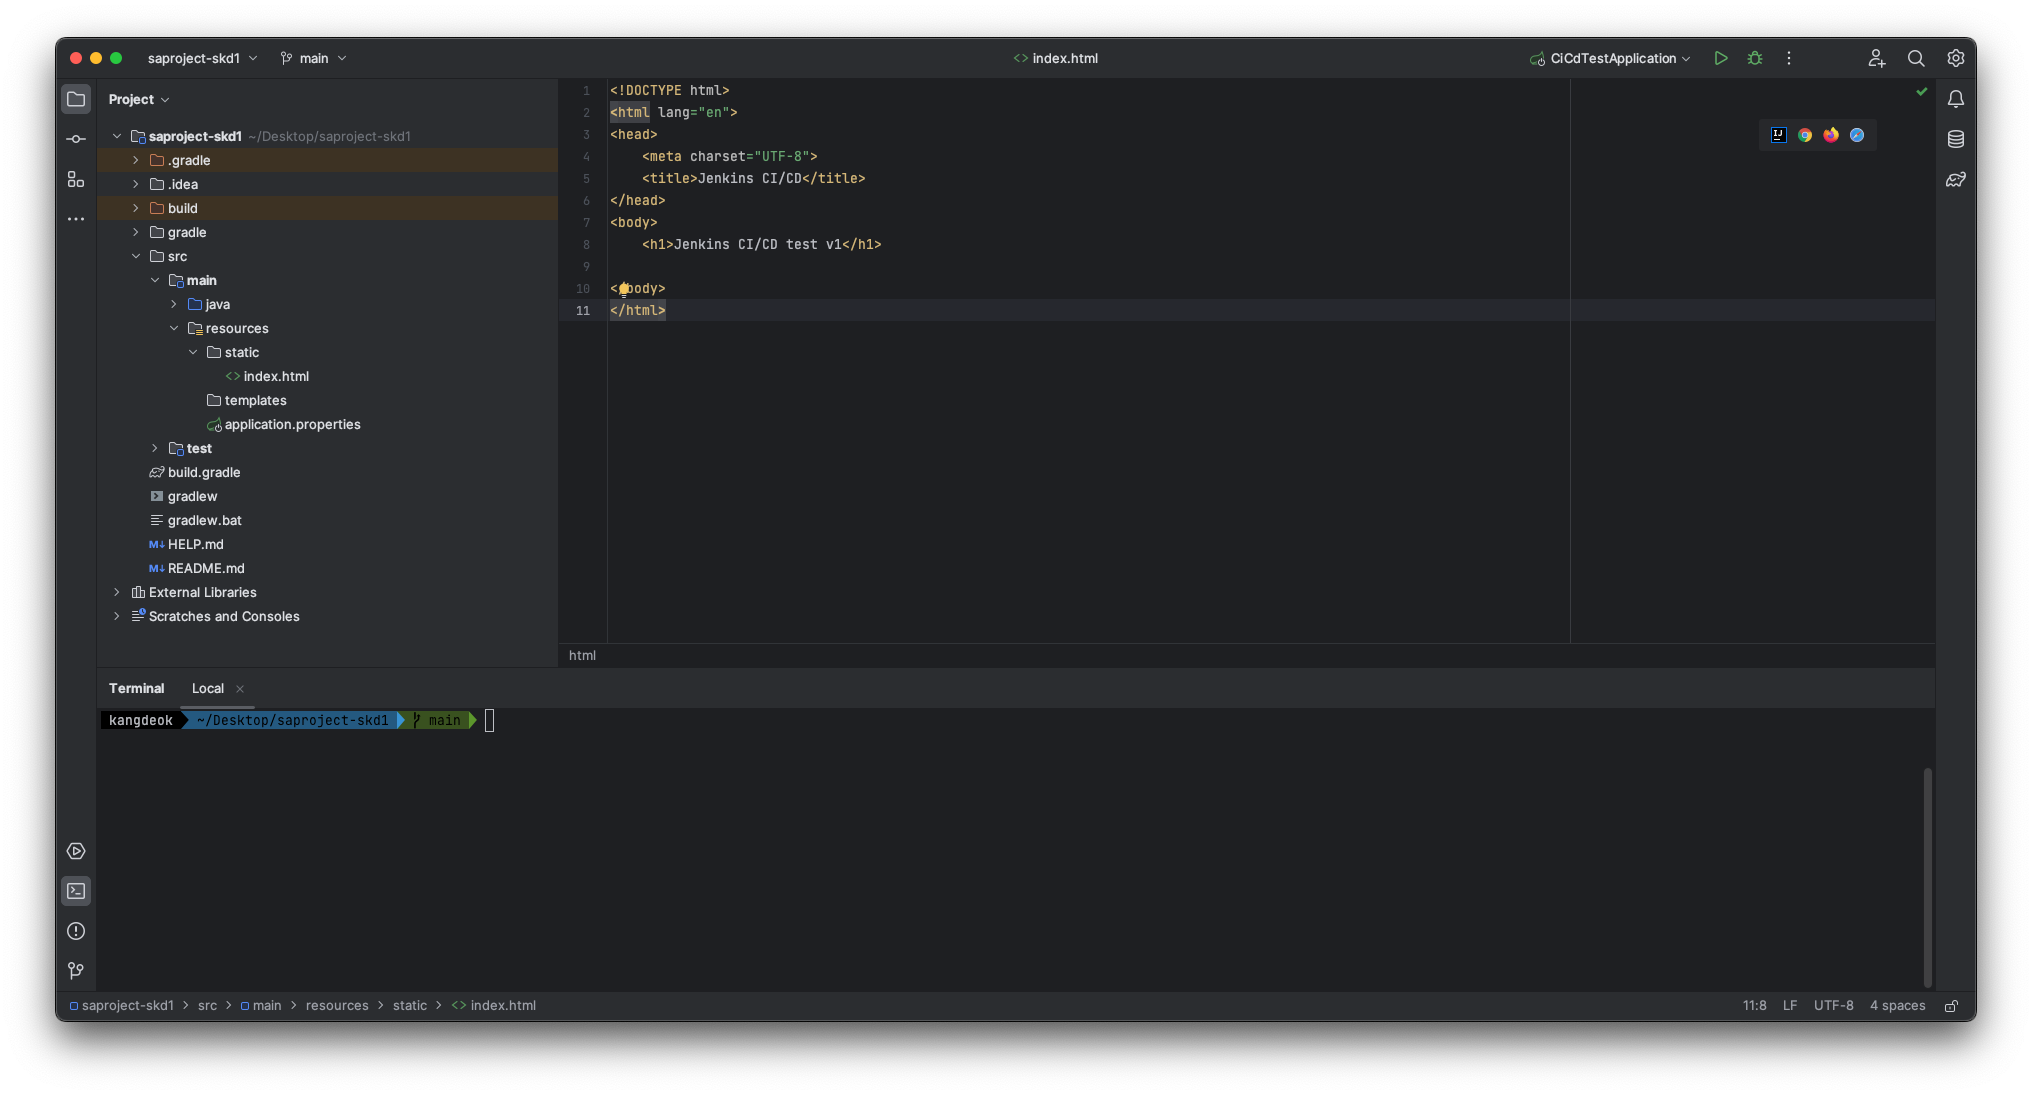 saproject-skd1 main index.html CiCdTestApplication
Project
saproject-skd1 ~/Desktop/saproject-skd1
.gradle
.idea
build
gradle
src
main
java
resources
static
index.html
templates
application.properties
test
build.gradle
gradlew
gradlew.bat
HELP.md
README.md
External Libraries
Scratches and Consoles
1 <!DOCTYPE html>
2 <html lang="en">
3 <head>
4 <meta charset="UTF-8">
5 <title>Jenkins CI/CD</title>
6 </head>
7 <body>
8 <h1>Jenkins CI/CD test v1</h1>
9
10 </body>
11 </html>
html
Terminal Local
kangdeok ~/Desktop/saproject-skd1 main
saproject-skd1 > src > main > resources > static > index.html 11:8 LF UTF-8 4 spaces